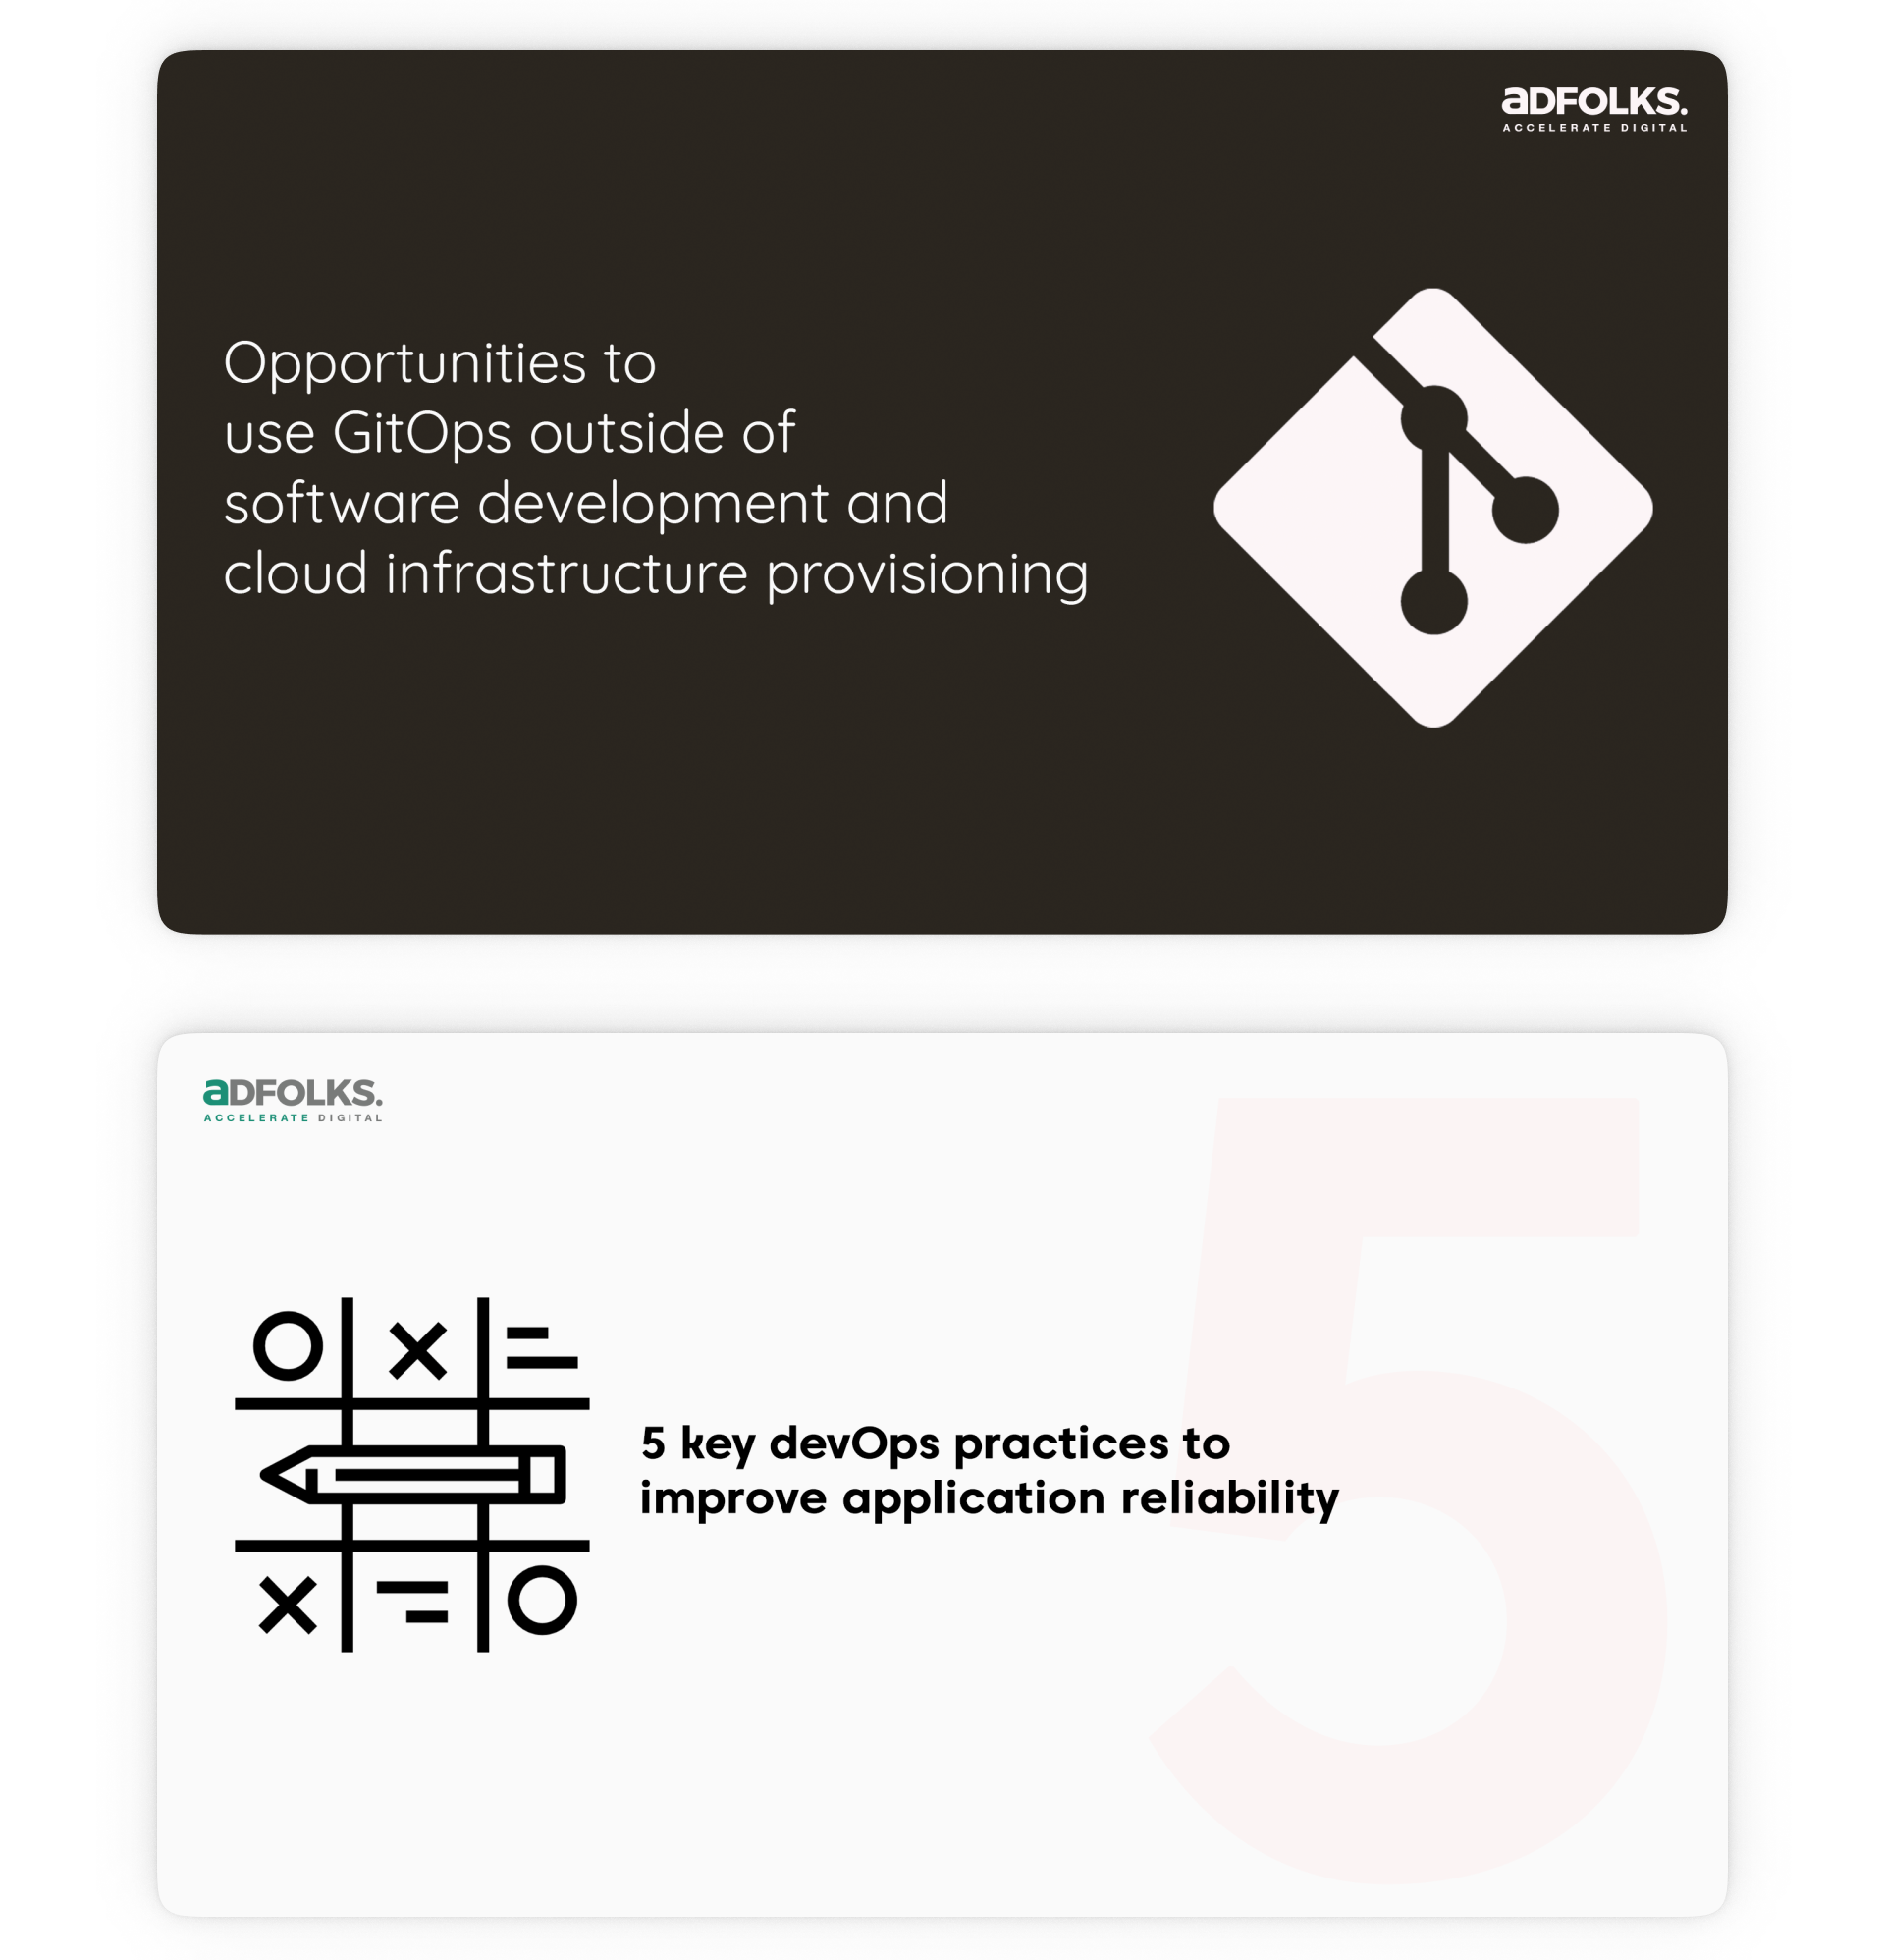 aDFOLKS.
ACCELERATE DIGITAL
Opportunities to
use GitOps outside of
software development and
cloud infrastructure provisioning
aDFOLKS.
ACCELERATE DIGITAL
5
5 key devOps practices to
improve application reliability